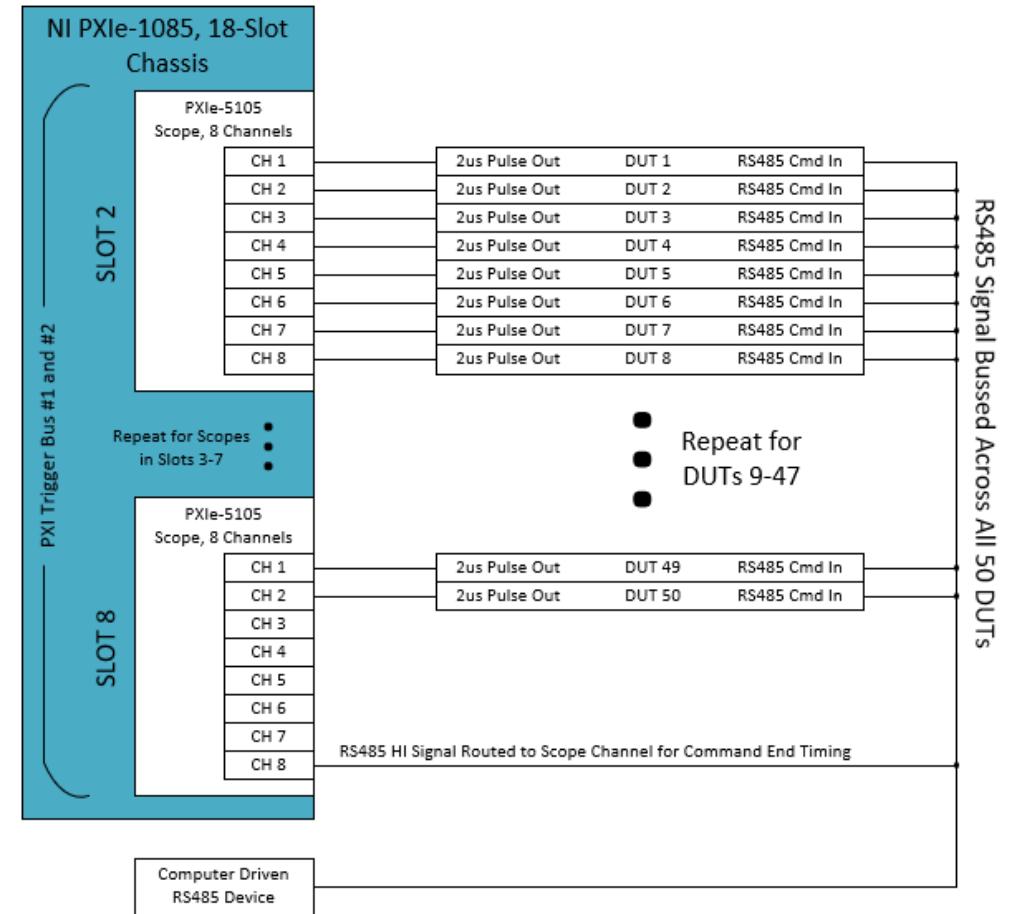 NI PXIe-1085, 18-Slot
Chassis
PXI Trigger Bus #1 and #2
SLOT 2
PXIe-5105
Scope, 8 Channels
CH 1
2us Pulse Out DUT 1 RS485 Cmd In
CH 2
2us Pulse Out DUT 2 RS485 Cmd In
CH 3
2us Pulse Out DUT 3 RS485 Cmd In
CH 4
2us Pulse Out DUT 4 RS485 Cmd In
CH 5
2us Pulse Out DUT 5 RS485 Cmd In
CH 6
2us Pulse Out DUT 6 RS485 Cmd In
CH 7
2us Pulse Out DUT 7 RS485 Cmd In
CH 8
2us Pulse Out DUT 8 RS485 Cmd In
RS485 Signal Bussed Across All 50 DUTs
Repeat for Scopes
in Slots 3-7
Repeat for
DUTs 9-47
SLOT 8
PXIe-5105
Scope, 8 Channels
CH 1
2us Pulse Out DUT 49 RS485 Cmd In
CH 2
2us Pulse Out DUT 50 RS485 Cmd In
CH 3
CH 4
CH 5
CH 6
CH 7
CH 8
RS485 HI Signal Routed to Scope Channel for Command End Timing
Computer Driven
RS485 Device